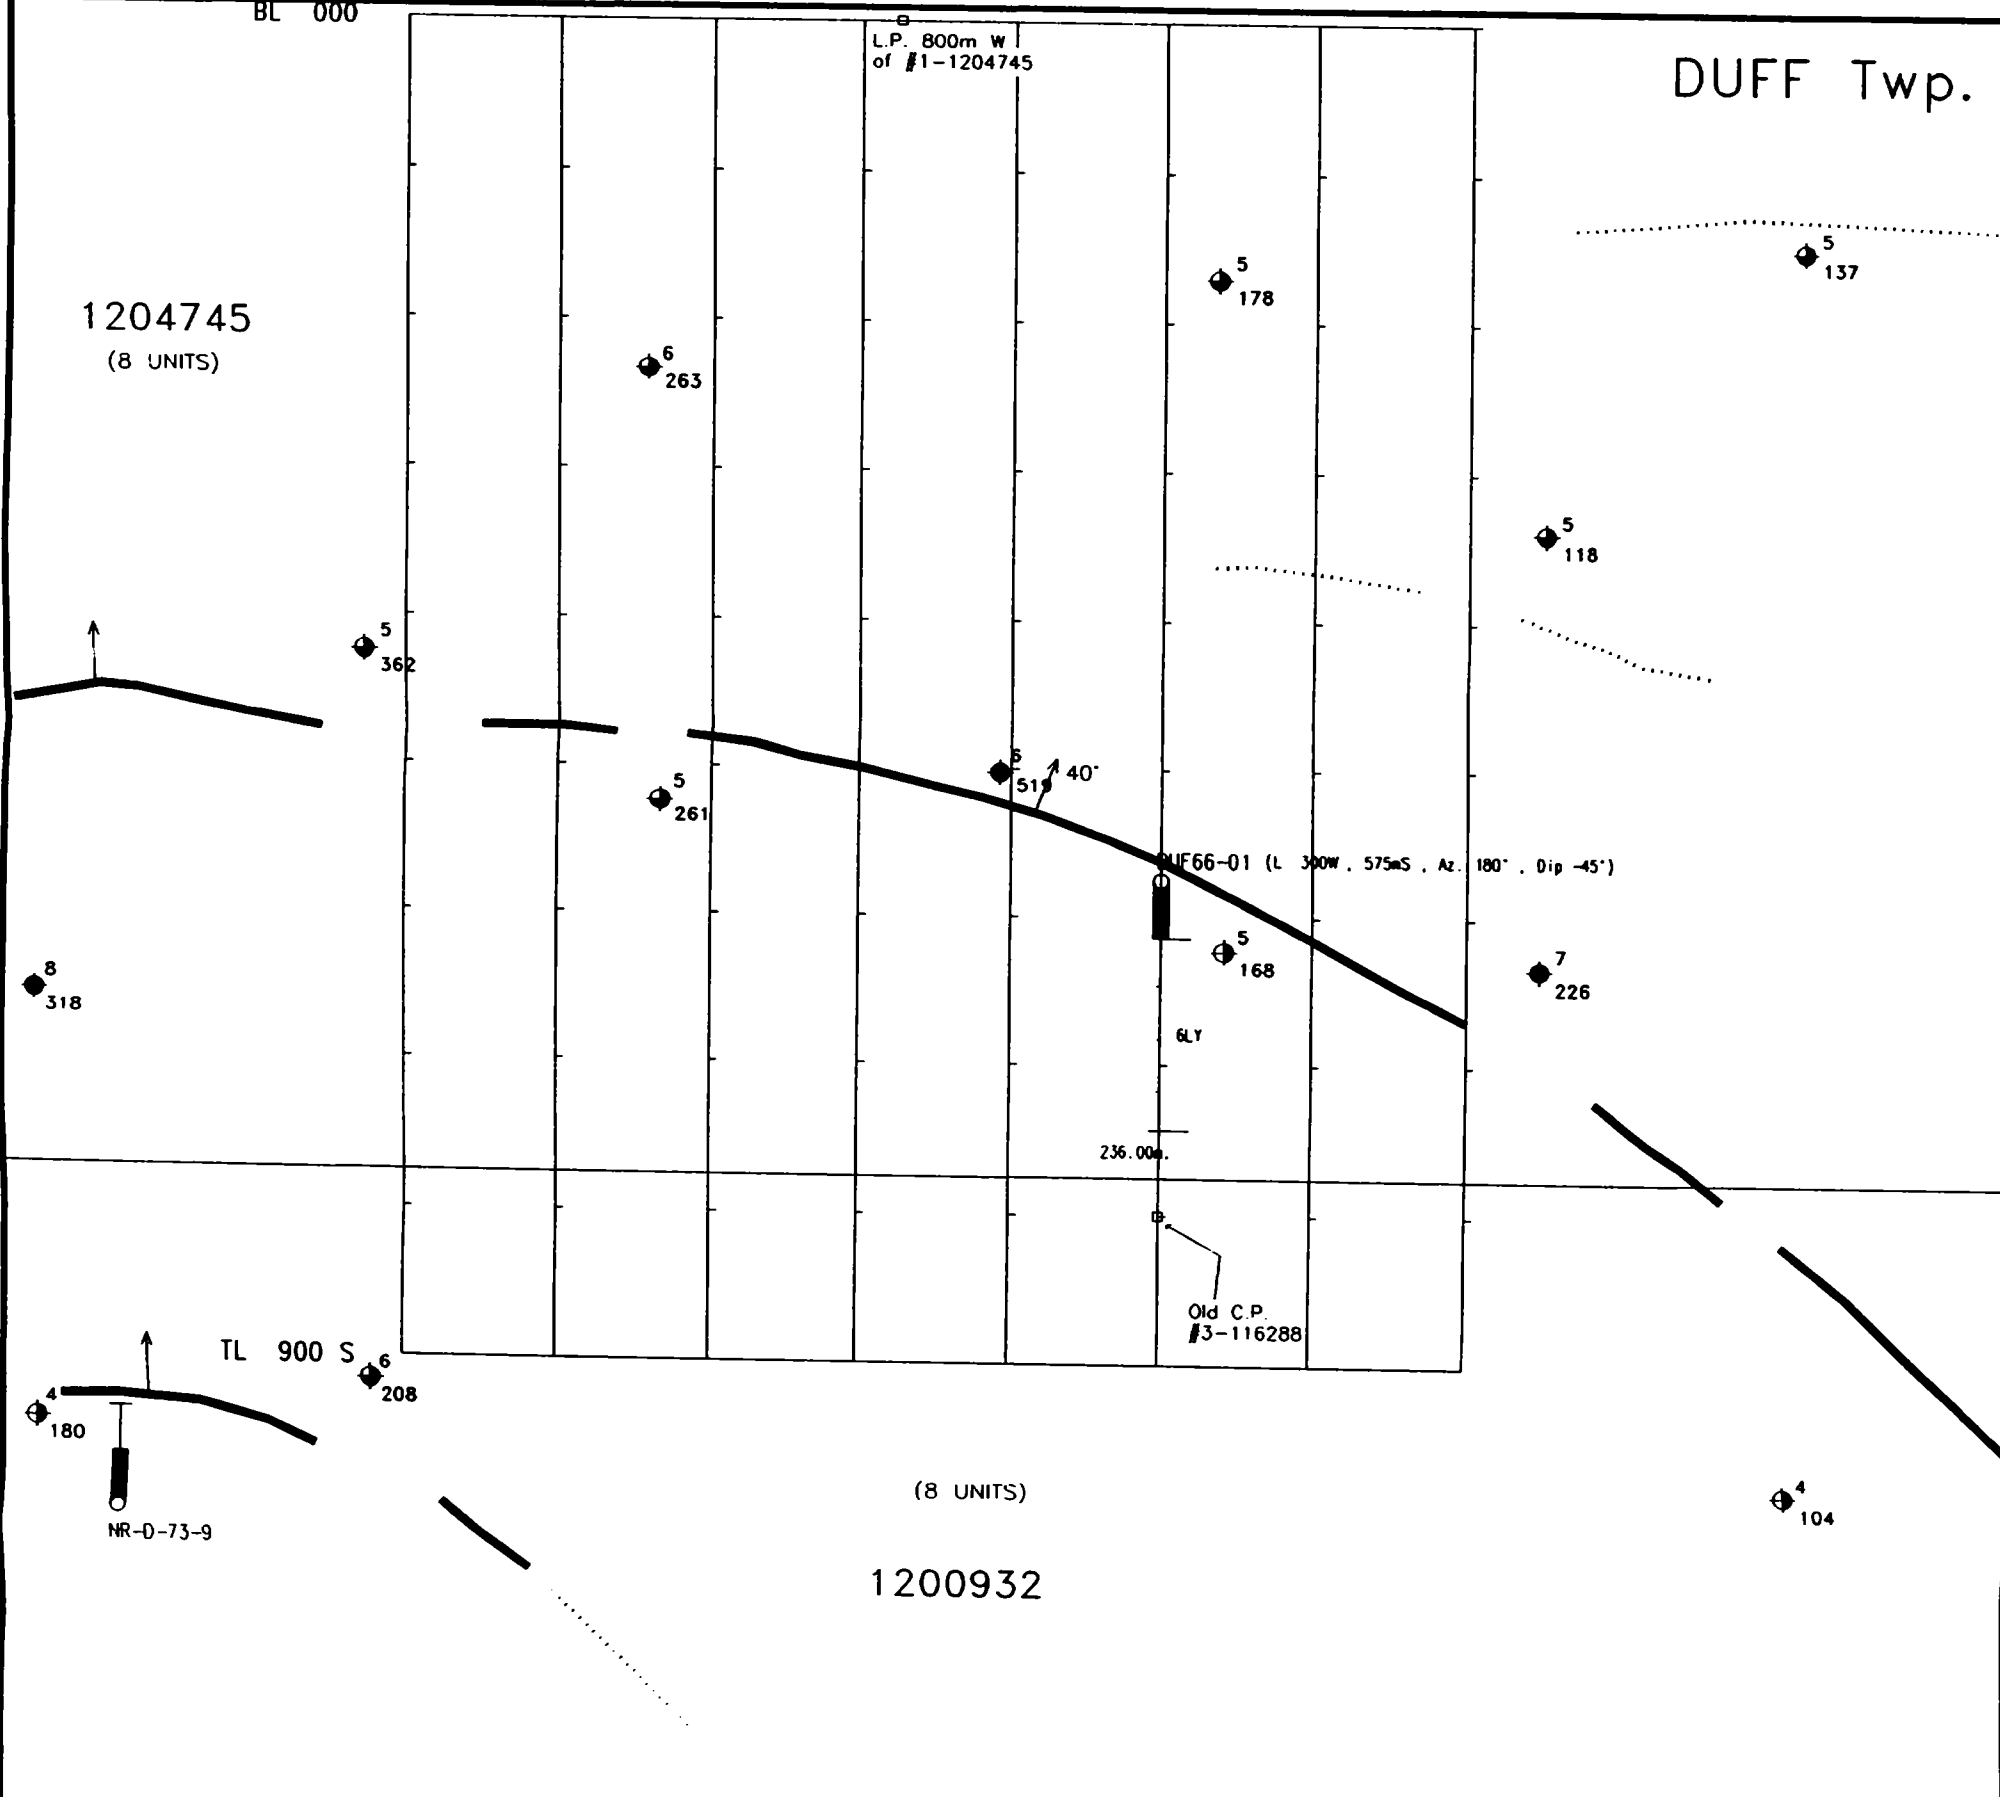 BL 000
L.P. 800m W
of #1-1204745
DUFF Twp.
5
137
5
178
1204745
(8 UNITS)
6
263
5
118
5
362
6
519
40°
5
261
DUF66-01 (L 300W, 575mS, Az. 180°, Dip -45°)
5
168
7
226
8
318
6LY
236.00m.
Old C.P.
#3-116288
TL 900 S
6
208
4
180
NR-D-73-9
(8 UNITS)
4
104
1200932